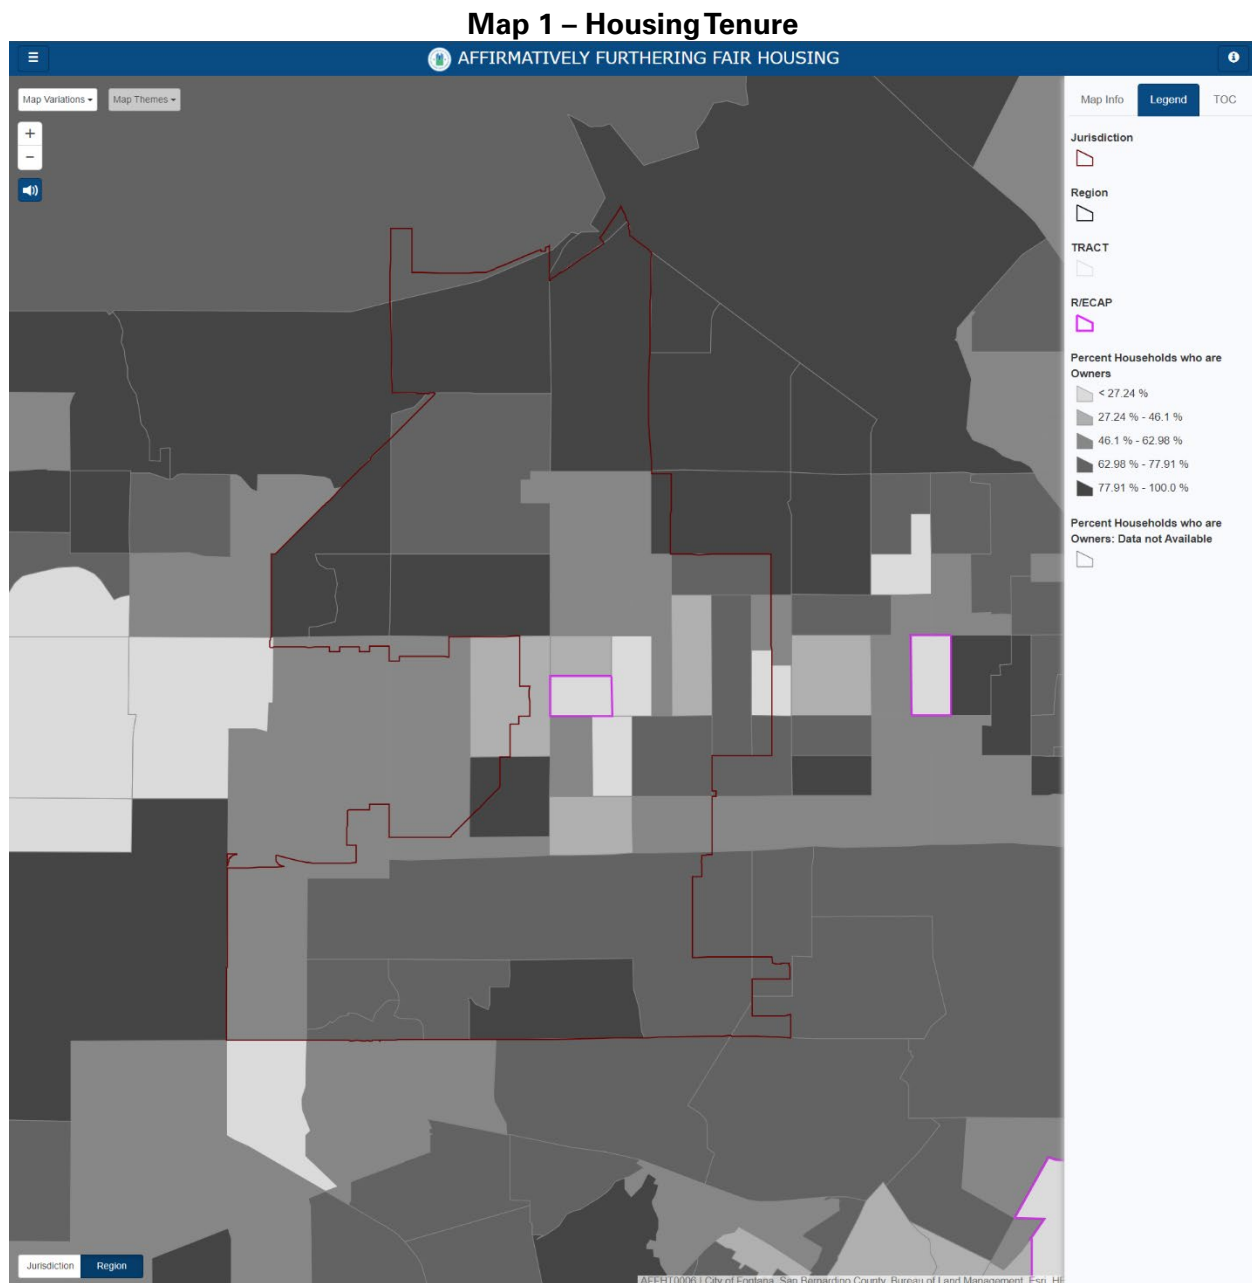 Map 1 – Housing Tenure
AFFIRMATIVELY FURTHERING FAIR HOUSING
Map Variations
Map Themes
+
−
Map Info
Legend
TOC
Jurisdiction
Region
TRACT
R/ECAP
Percent Households who are
Owners
< 27.24 %
27.24 % - 46.1 %
46.1 % - 62.98 %
62.98 % - 77.91 %
77.91 % - 100.0 %
Percent Households who are
Owners: Data not Available
Jurisdiction
Region
AFFHT0006 | City of Fontana, San Bernardino County, Bureau of Land Management, Esri, HE